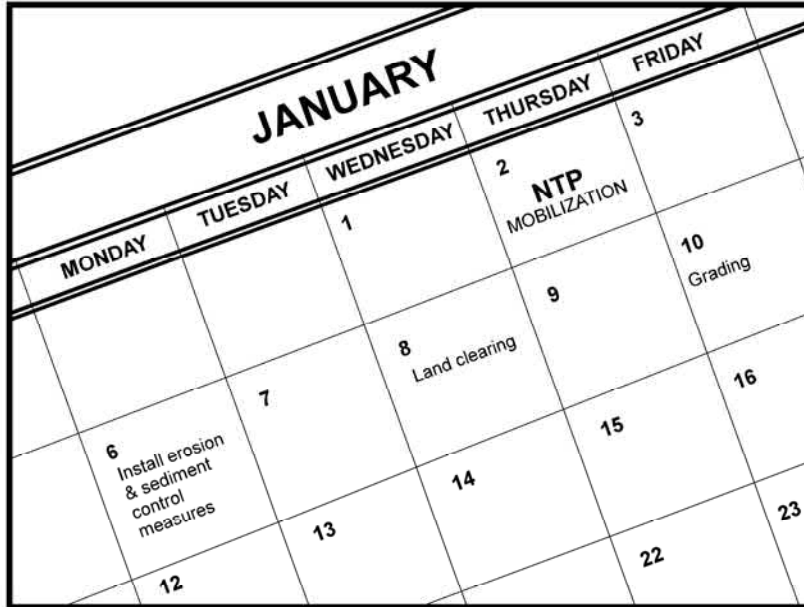 JANUARY
MONDAY
TUESDAY
WEDNESDAY
THURSDAY
FRIDAY
1
2
NTP
MOBILIZATION
3
6
Install erosion
& sediment
control
measures
7
8
Land clearing
9
10
Grading
12
13
14
15
16
22
23